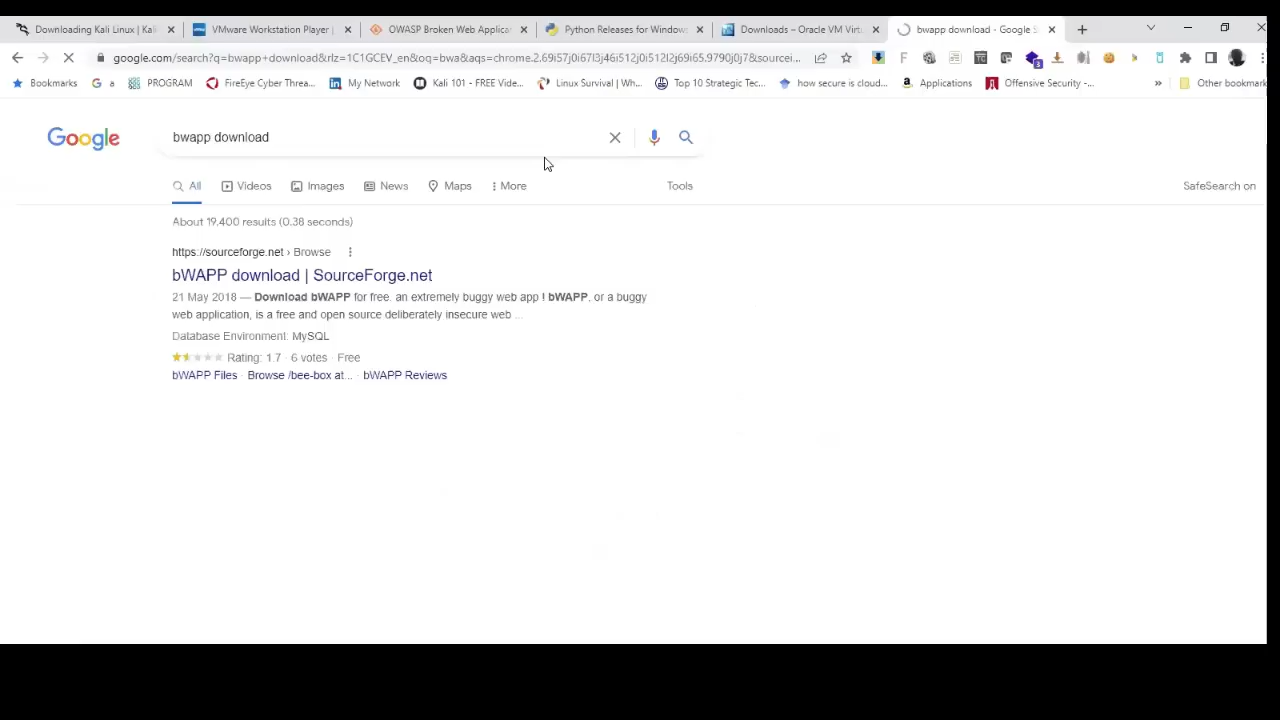 Downloading Kali Linux | Kali
VMware Workstation Player |
OWASP Broken Web Applica
Python Releases for Window
Downloads – Oracle VM Virtu
bwapp download - Google S
google.com/search?q=bwapp+download&rlz=1C1GCEV_en&oq=bwa&aqs=chrome.2.69i57j0i67l3j46i512j0i512l2j69i65.9790j0j7&sourcei...
Bookmarks
G a
PROGRAM
FireEye Cyber Threa...
My Network
Kali 101 - FREE Vide...
Linux Survival | Wh...
Top 10 Strategic Tec...
how secure is cloud...
Applications
Offensive Security -...
»
Other bookmark
Google
bwapp download
All
Videos
Images
News
Maps
More
Tools
SafeSearch on
About 19,400 results (0.38 seconds)
https://sourceforge.net › Browse
bWAPP download | SourceForge.net
21 May 2018 — Download bWAPP for free. an extremely buggy web app ! bWAPP, or a buggy
web application, is a free and open source deliberately insecure web ...
Database Environment: MySQL
Rating: 1.7 · 6 votes · Free
bWAPP Files · Browse /bee-box at... · bWAPP Reviews